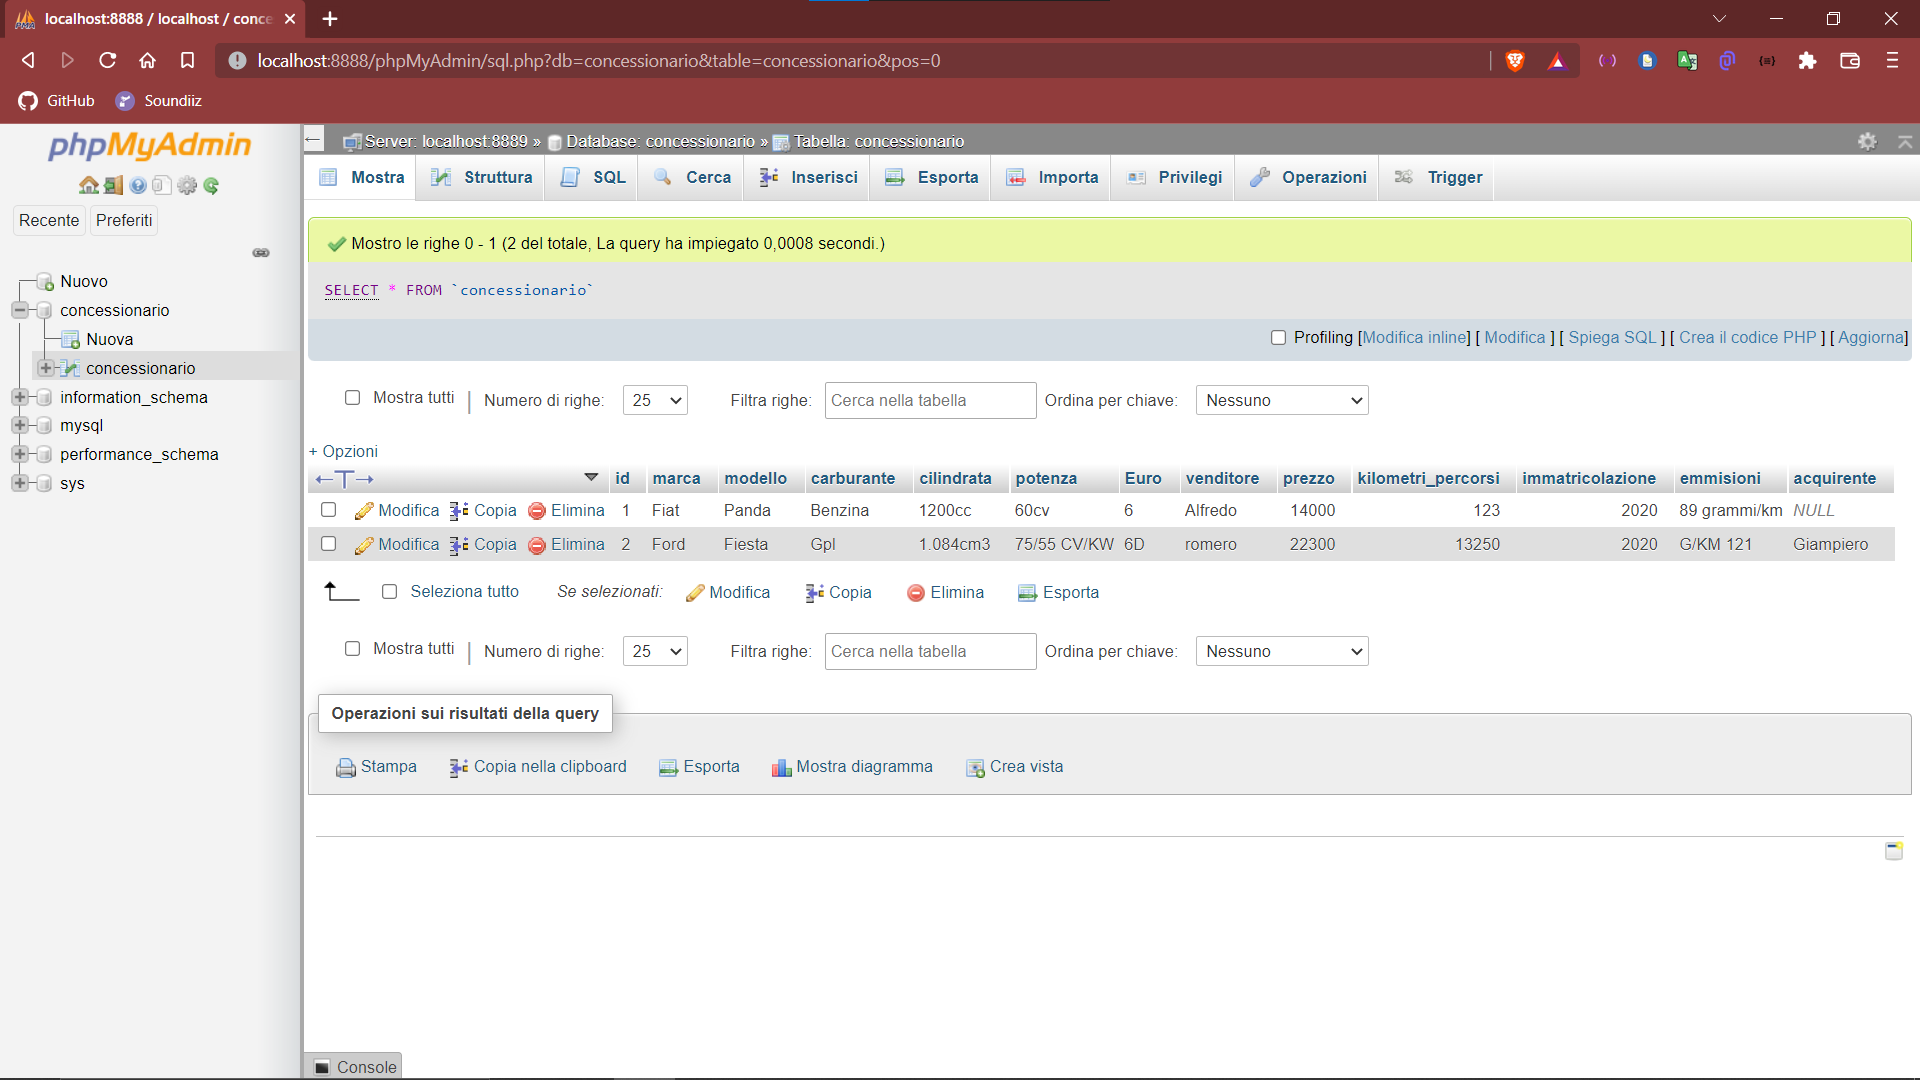 localhost:8888 / localhost / conce
localhost:8888/phpMyAdmin/sql.php?db=concessionario&table=concessionario&pos=0
GitHub Soundiiz
phpMyAdmin
Recente Preferiti
Nuovo
concessionario
Nuova
concessionario
information_schema
mysql
performance_schema
sys
Server: localhost:8889 » Database: concessionario » Tabella: concessionario
Mostra Struttura SQL Cerca Inserisci Esporta Importa Privilegi Operazioni Trigger
Mostro le righe 0 - 1 (2 del totale, La query ha impiegato 0,0008 secondi.)
SELECT * FROM `concessionario`
Profiling [Modifica inline] [ Modifica ] [ Spiega SQL ] [ Crea il codice PHP ] [ Aggiorna]
Mostra tutti | Numero di righe: 25 Filtra righe: Cerca nella tabella Ordina per chiave: Nessuno
+ Opzioni
←T→ id marca modello carburante cilindrata potenza Euro venditore prezzo kilometri_percorsi immatricolazione emmisioni acquirente
Modifica Copia Elimina 1 Fiat Panda Benzina 1200cc 60cv 6 Alfredo 14000 123 2020 89 grammi/km NULL
Modifica Copia Elimina 2 Ford Fiesta Gpl 1.084cm3 75/55 CV/KW 6D romero 22300 13250 2020 G/KM 121 Giampiero
Seleziona tutto Se selezionati: Modifica Copia Elimina Esporta
Mostra tutti | Numero di righe: 25 Filtra righe: Cerca nella tabella Ordina per chiave: Nessuno
Operazioni sui risultati della query
Stampa Copia nella clipboard Esporta Mostra diagramma Crea vista
Console